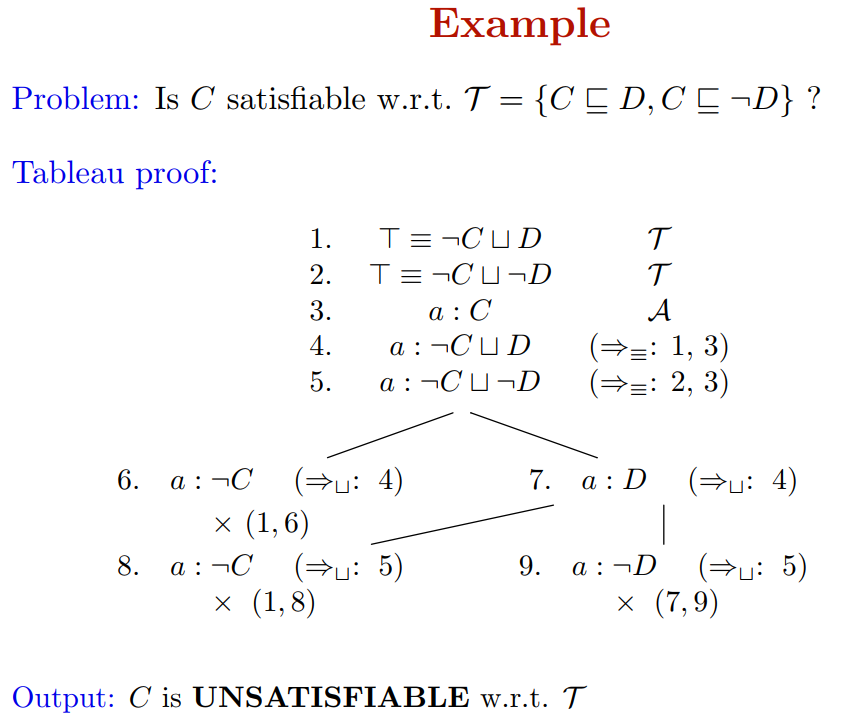 Example
Problem: Is C satisfiable w.r.t. 𝒯 = {C ⊑ D, C ⊑ ¬D} ?
Tableau proof:
1. ⊤ ≡ ¬C ⊔ D 𝒯
2. ⊤ ≡ ¬C ⊔ ¬D 𝒯
3. a : C 𝒜
4. a : ¬C ⊔ D (⇒≡: 1, 3)
5. a : ¬C ⊔ ¬D (⇒≡: 2, 3)
6. a : ¬C (⇒⊔: 4) 7. a : D (⇒⊔: 4)
× (1, 6)
8. a : ¬C (⇒⊔: 5) 9. a : ¬D (⇒⊔: 5)
× (1, 8) × (7, 9)
Output: C is UNSATISFIABLE w.r.t. 𝒯